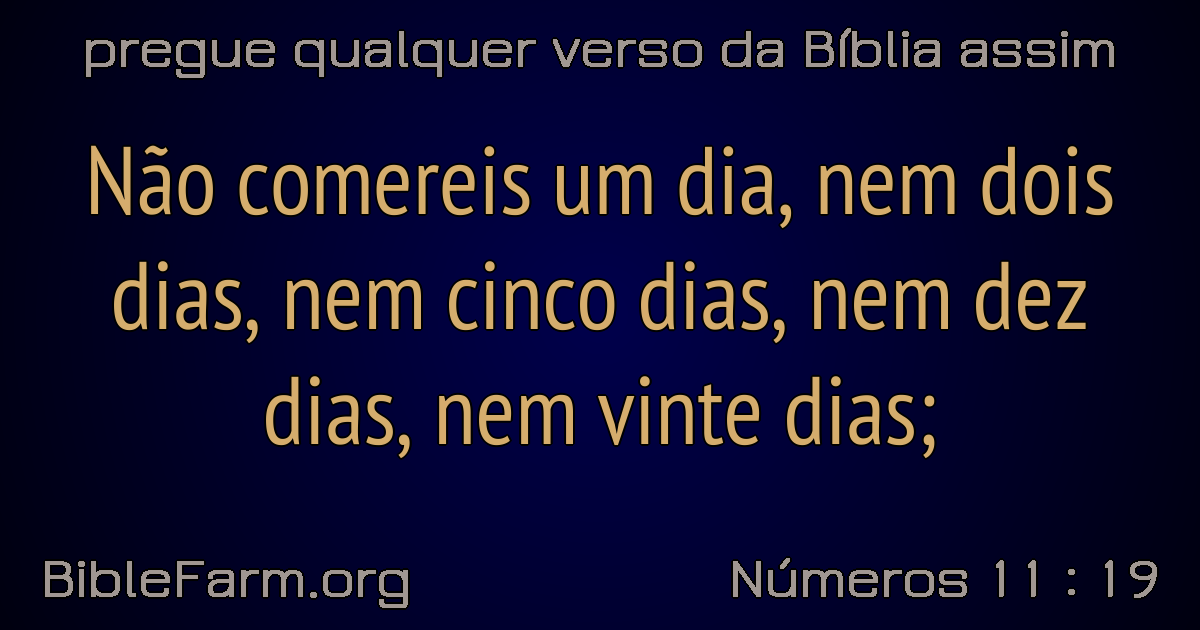 pregue qualquer verso da Bíblia assim
Não comereis um dia, nem dois
dias, nem cinco dias, nem dez
dias, nem vinte dias;
BibleFarm.org
Números 11 : 19